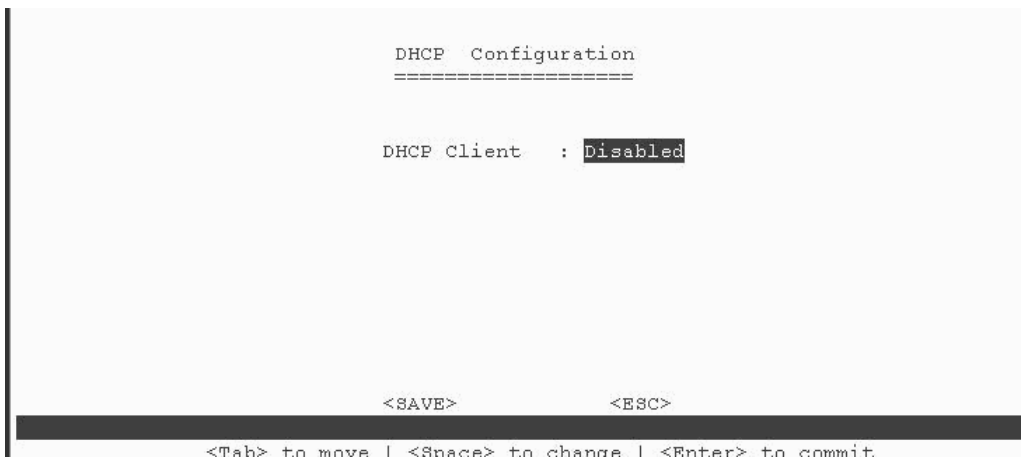 DHCP Configuration
===================
DHCP Client : Disabled
<SAVE> <ESC>
<Tab> to move | <Space> to change | <Enter> to commit